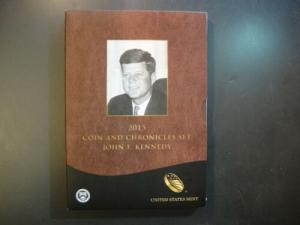 2015
COIN AND CHRONICLES SET
JOHN F. KENNEDY
UNITED STATES MINT